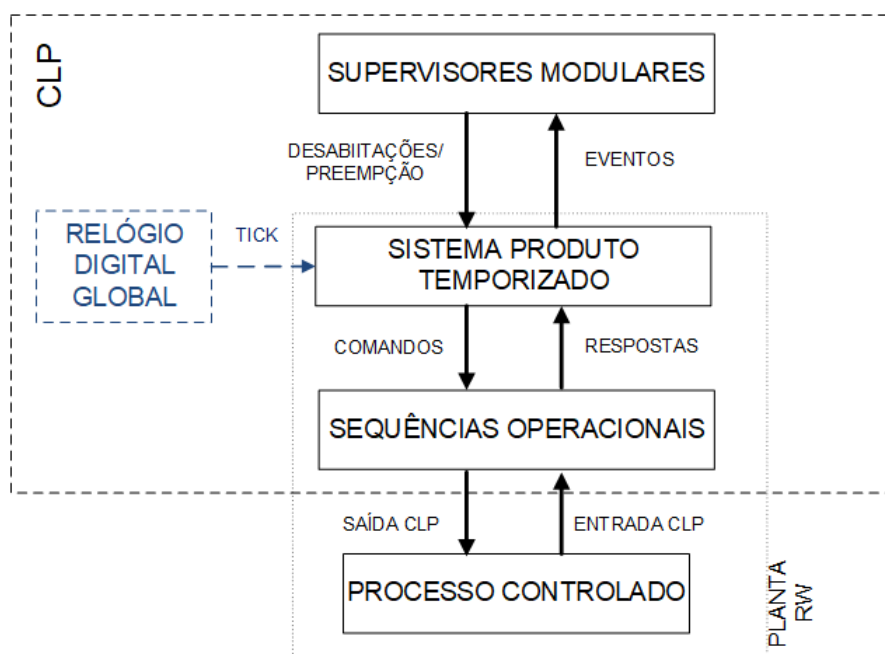 CLP
SUPERVISORES MODULARES
DESABIITAÇÕES/
PREEMPÇÃO
EVENTOS
RELÓGIO
DIGITAL
GLOBAL
TICK
SISTEMA PRODUTO
TEMPORIZADO
COMANDOS
RESPOSTAS
SEQUÊNCIAS OPERACIONAIS
SAÍDA CLP
ENTRADA CLP
PROCESSO CONTROLADO
PLANTA
RW